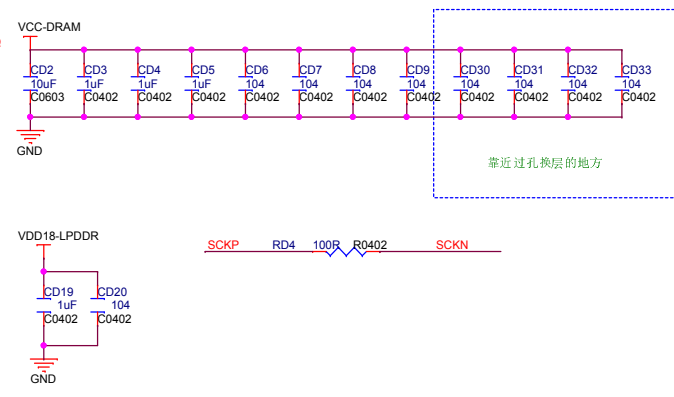 VCC-DRAM
CD2 CD3 CD4 CD5 CD6 CD7 CD8 CD9 CD30 CD31 CD32 CD33
10uF 1uF 1uF 1uF 104 104 104 104 104 104 104 104
C0603 C0402 C0402 C0402 C0402 C0402 C0402 C0402 C0402 C0402 C0402 C0402
GND
靠近过孔换层的地方
VDD18-LPDDR
SCKP RD4 100R R0402 SCKN
CD19 CD20
1uF 104
C0402 C0402
GND